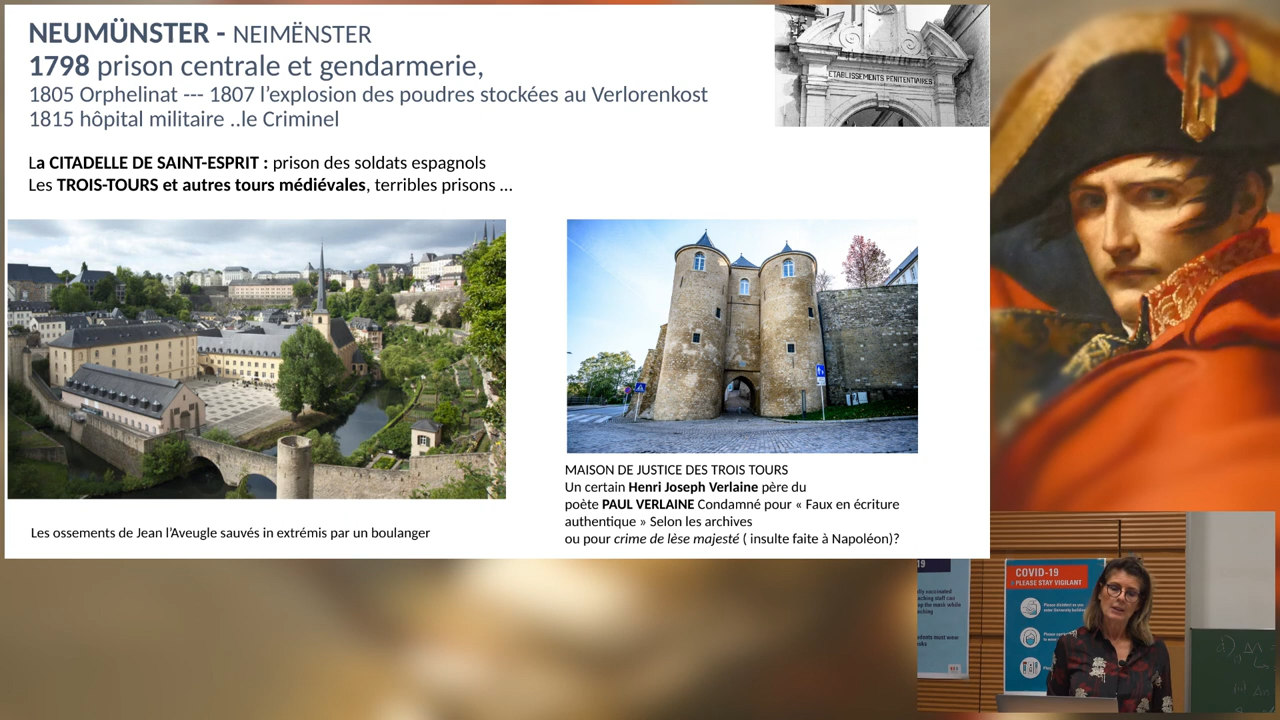 NEUMÜNSTER - NEIMËNSTER
1798 prison centrale et gendarmerie,
1805 Orphelinat --- 1807 l’explosion des poudres stockées au Verlorenkost
1815 hôpital militaire ..le Criminel
ETABLISSEMENTS PENITENTIAIRES
La CITADELLE DE SAINT-ESPRIT : prison des soldats espagnols
Les TROIS-TOURS et autres tours médiévales, terribles prisons ...
MAISON DE JUSTICE DES TROIS TOURS
Un certain Henri Joseph Verlaine père du
poète PAUL VERLAINE Condamné pour « Faux en écriture
authentique » Selon les archives
ou pour crime de lèse majesté ( insulte faite à Napoléon)?
Les ossements de Jean l’Aveugle sauvés in extrémis par un boulanger
19
COVID-19
PLEASE STAY VIGILANT